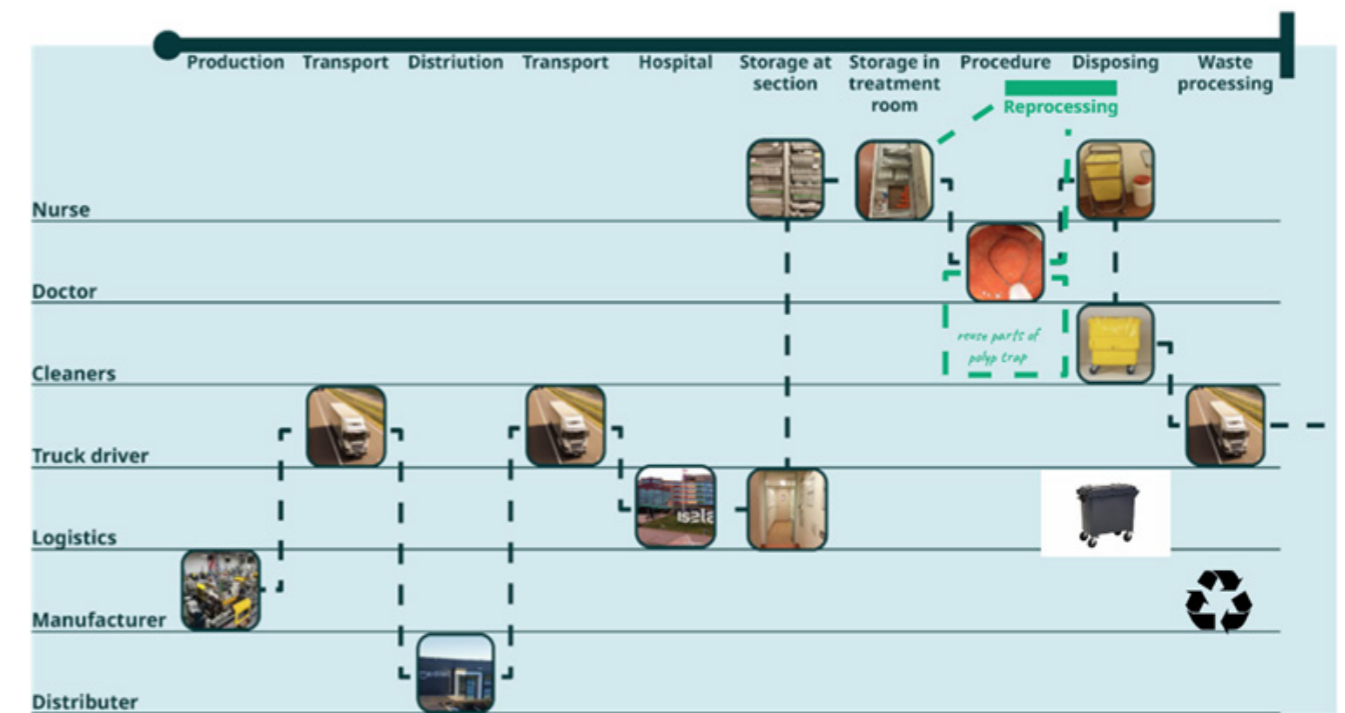 Production Transport Distriution Transport Hospital Storage at section Storage in treatment room Procedure Disposing Waste processing
Reprocessing
Nurse
Doctor
reuse parts of
polyp trap
Cleaners
Truck driver
isala
Logistics
Manufacturer
Distributer